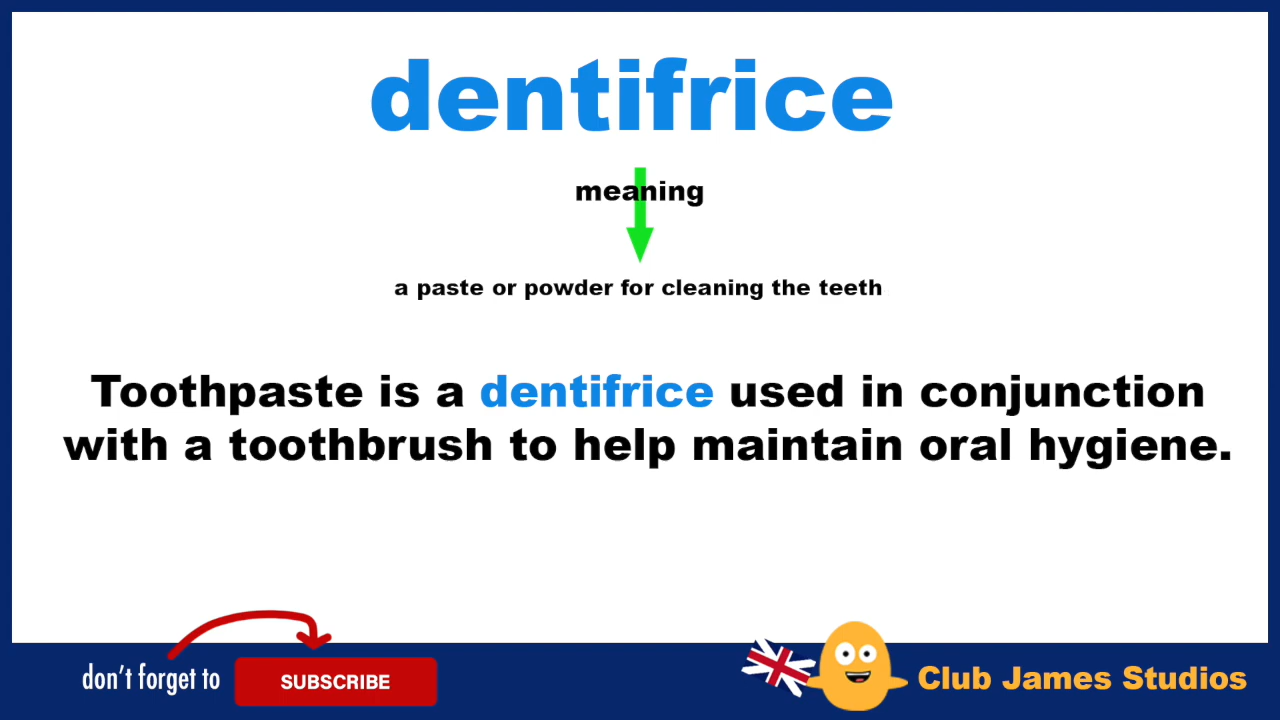 dentifrice
meaning
a paste or powder for cleaning the teeth
Toothpaste is a dentifrice used in conjunction
with a toothbrush to help maintain oral hygiene.
don't forget to
SUBSCRIBE
Club James Studios